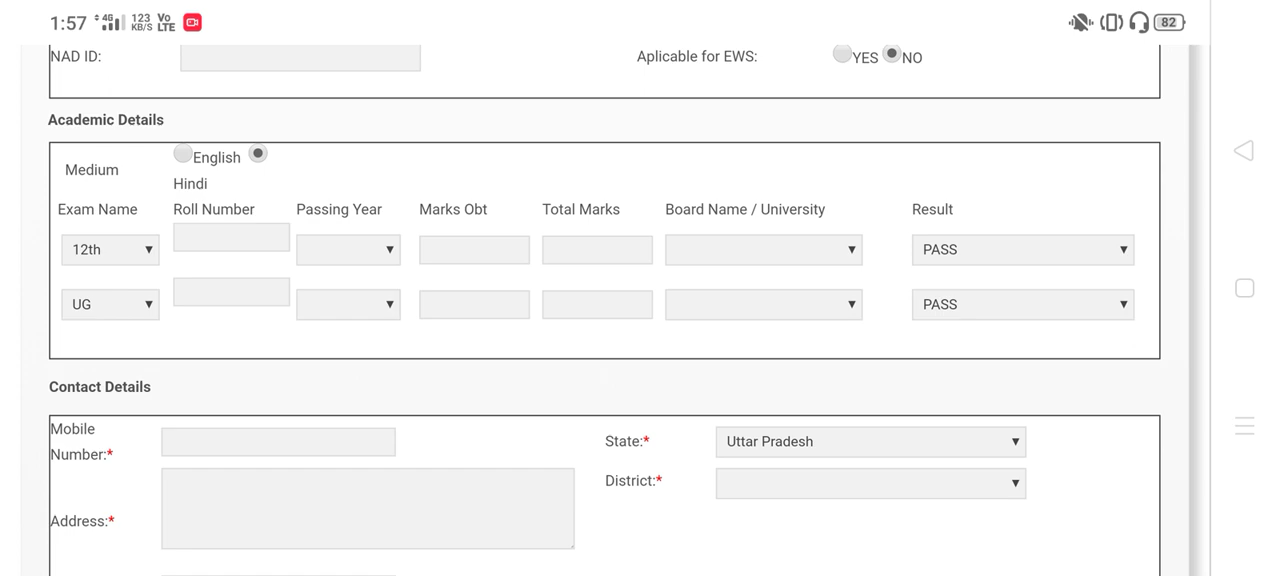 1:57 4G 123 KB/S Vo LTE 82
NAD ID: Aplicable for EWS: YES NO
Academic Details
Medium English
Hindi
Exam Name Roll Number Passing Year Marks Obt Total Marks Board Name / University Result
12th PASS
UG PASS
Contact Details
Mobile
Number:* State:* Uttar Pradesh
District:*
Address:*